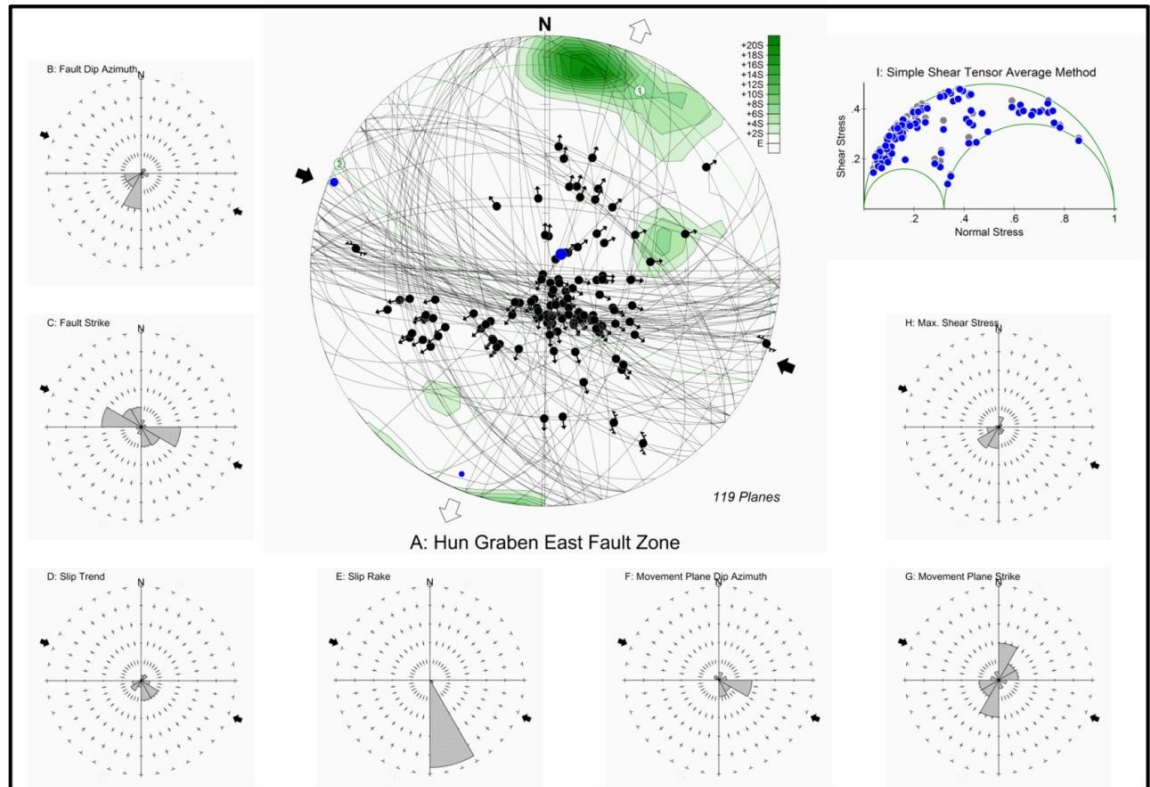 B: Fault Dip Azimuth
N
C: Fault Strike
N
D: Slip Trend
N
N
1
2
+20S
+18S
+16S
+14S
+12S
+10S
+8S
+6S
+4S
+2S
E
119 Planes
A: Hun Graben East Fault Zone
E: Slip Rake
N
F: Movement Plane Dip Azimuth
N
I: Simple Shear Tensor Average Method
Shear Stress
.4
.2
.2
.4
.6
.8
1
Normal Stress
H: Max. Shear Stress
N
G: Movement Plane Strike
N